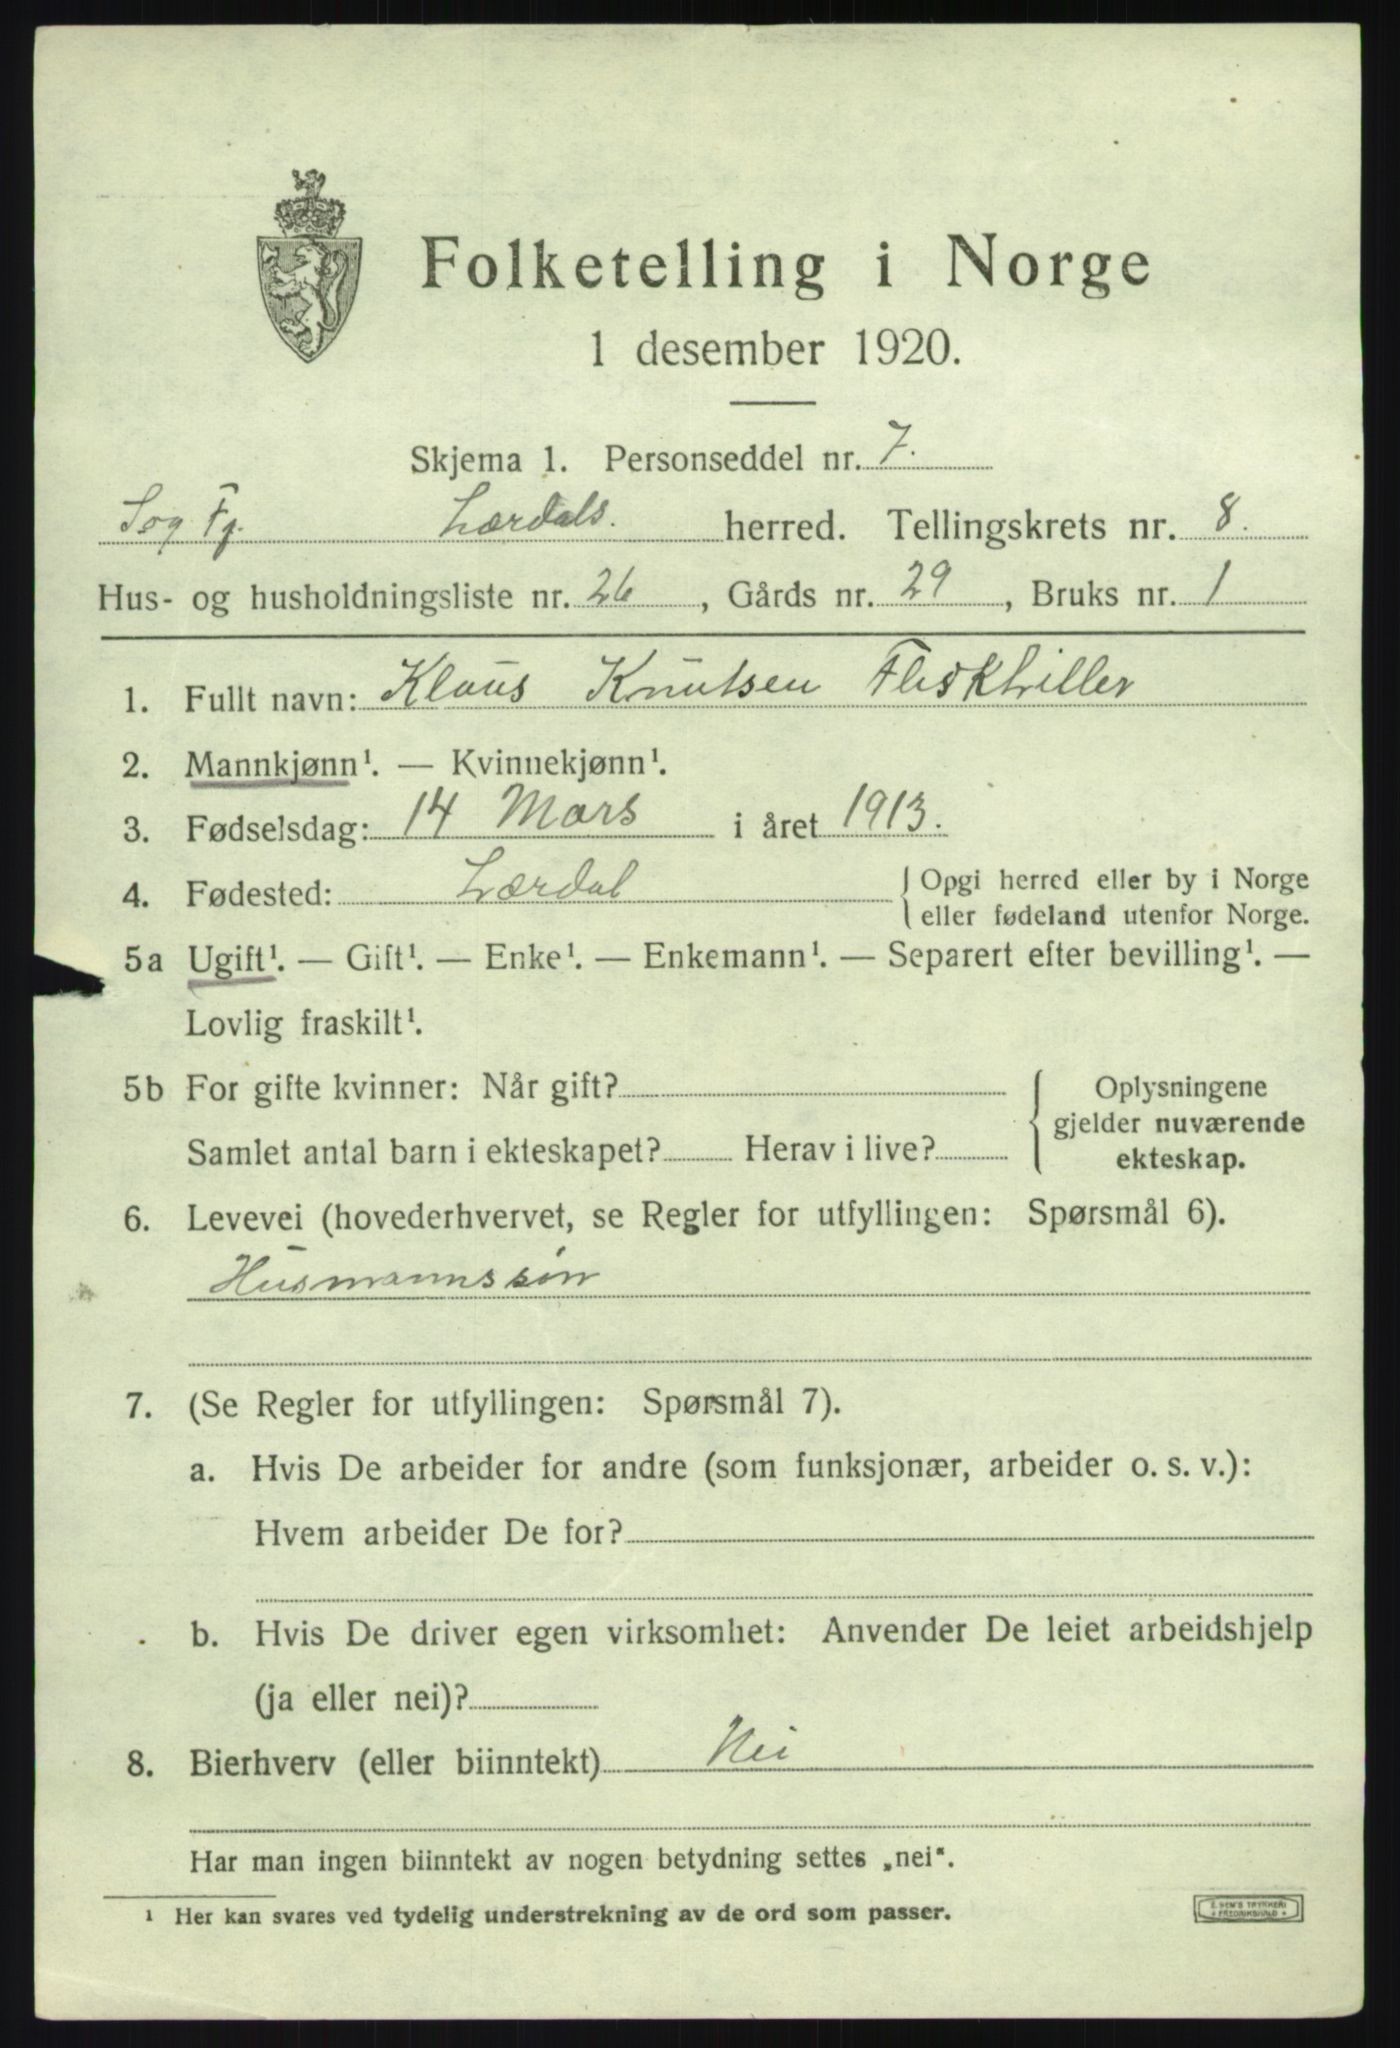 Folketelling i Norge
1 desember 1920.
Skjema 1. Personseddel nr. 7.
Sog Fj. Lærdals. herred. Tellingskrets nr. 8.
Hus- og husholdningsliste nr. 26, Gårds nr. 29, Bruks nr. 1
1. Fullt navn: Klaus Knutsen
2. Mannkjønn¹. — Kvinnekjønn¹.
3. Fødselsdag: 14 Mars i året 1913.
4. Fødested: Lærdal { Opgi herred eller by i Norge
eller fødeland utenfor Norge.
5a Ugift¹. — Gift¹. — Enke¹. — Enkemann¹. — Separert efter bevilling¹. —
Lovlig fraskilt¹.
5b For gifte kvinner: Når gift? { Oplysningene
gjelder nuværende
Samlet antal barn i ekteskapet? Herav i live? ekteskap.
6. Levevei (hovederhvervet, se Regler for utfyllingen: Spørsmål 6).
Husmannssøn
7. (Se Regler for utfyllingen: Spørsmål 7).
a. Hvis De arbeider for andre (som funksjonær, arbeider o. s. v.):
Hvem arbeider De for?
b. Hvis De driver egen virksomhet: Anvender De leiet arbeidshjelp
(ja eller nei)?
8. Bierhverv (eller biinntekt) Nei
Har man ingen biinntekt av nogen betydning settes „nei".
¹ Her kan svares ved tydelig understrekning av de ord som passer.